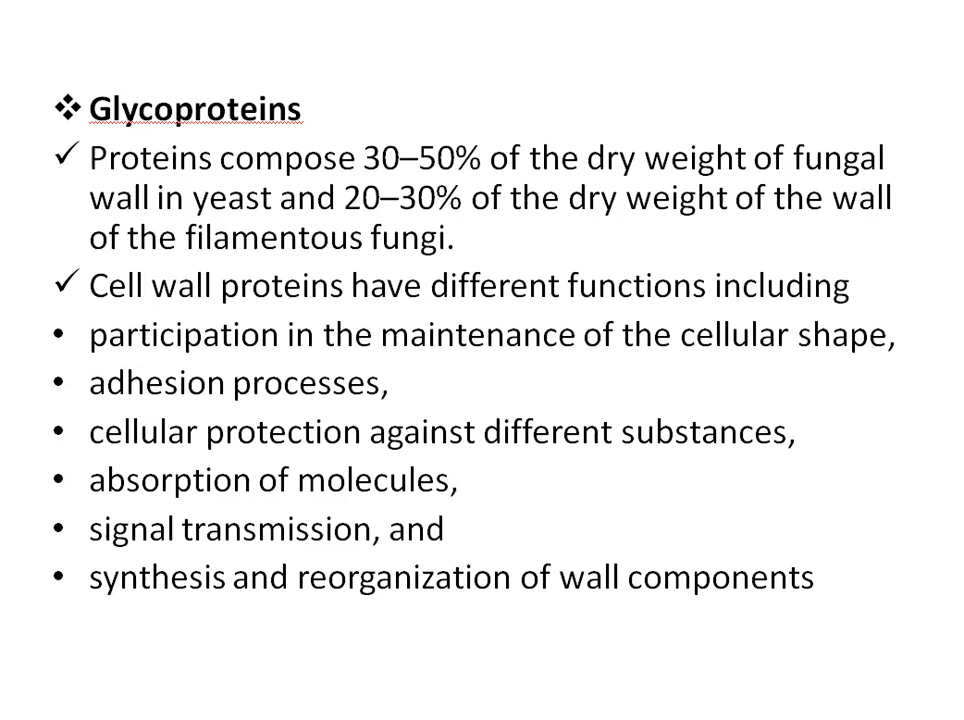 ❖ Glycoproteins
✓ Proteins compose 30–50% of the dry weight of fungal
wall in yeast and 20–30% of the dry weight of the wall
of the filamentous fungi.
✓ Cell wall proteins have different functions including
• participation in the maintenance of the cellular shape,
• adhesion processes,
• cellular protection against different substances,
• absorption of molecules,
• signal transmission, and
• synthesis and reorganization of wall components